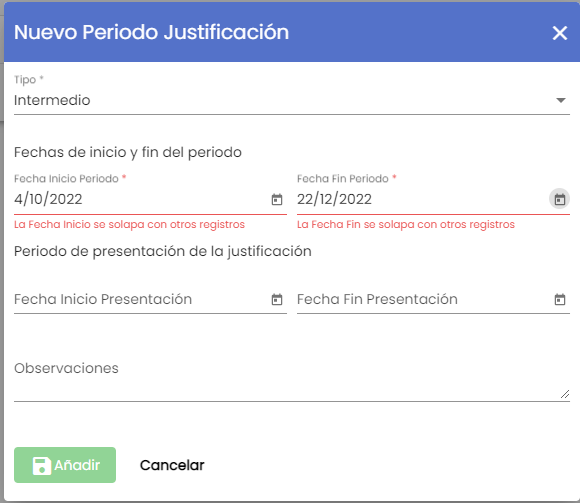 Nuevo Periodo Justificación
Tipo *
Intermedio
Fechas de inicio y fin del periodo
Fecha Inicio Periodo * Fecha Fin Periodo *
4/10/2022 22/12/2022
La Fecha Inicio se solapa con otros registros La Fecha Fin se solapa con otros registros
Periodo de presentación de la justificación
Fecha Inicio Presentación Fecha Fin Presentación
Observaciones
Añadir Cancelar